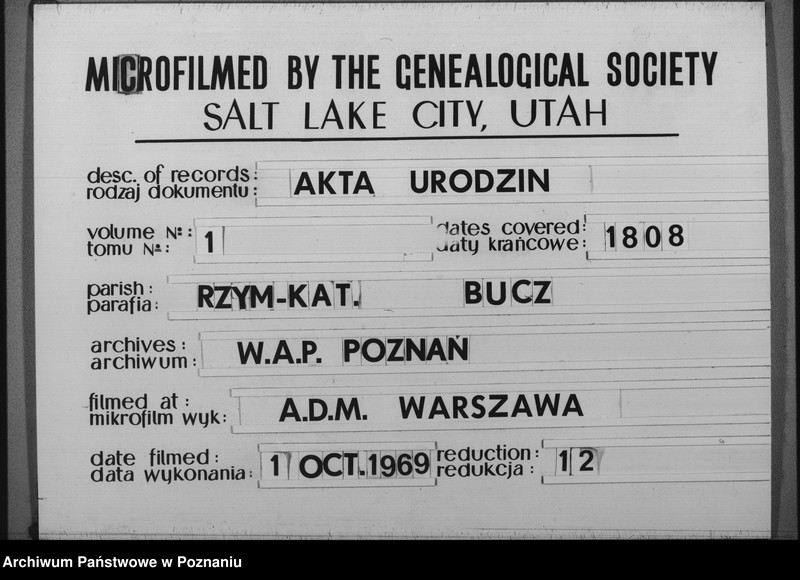 MICROFILMED BY THE GENEALOGICAL SOCIETY
SALT LAKE CITY, UTAH
desc. of records:
rodzaj dokumentu:
AKTA URODZIN
volume Nº:
tomu Nº:
1
dates covered:
daty krańcowe:
1808
parish:
parafia:
RZYM-KAT. BUCZ
archives:
archiwum:
W.A.P. POZNAŃ
filmed at:
mikrofilm wyk:
A.D.M. WARSZAWA
date filmed:
data wykonania:
1 OCT. 1969
reduction:
redukcja:
12
Archiwum Państwowe w Poznaniu